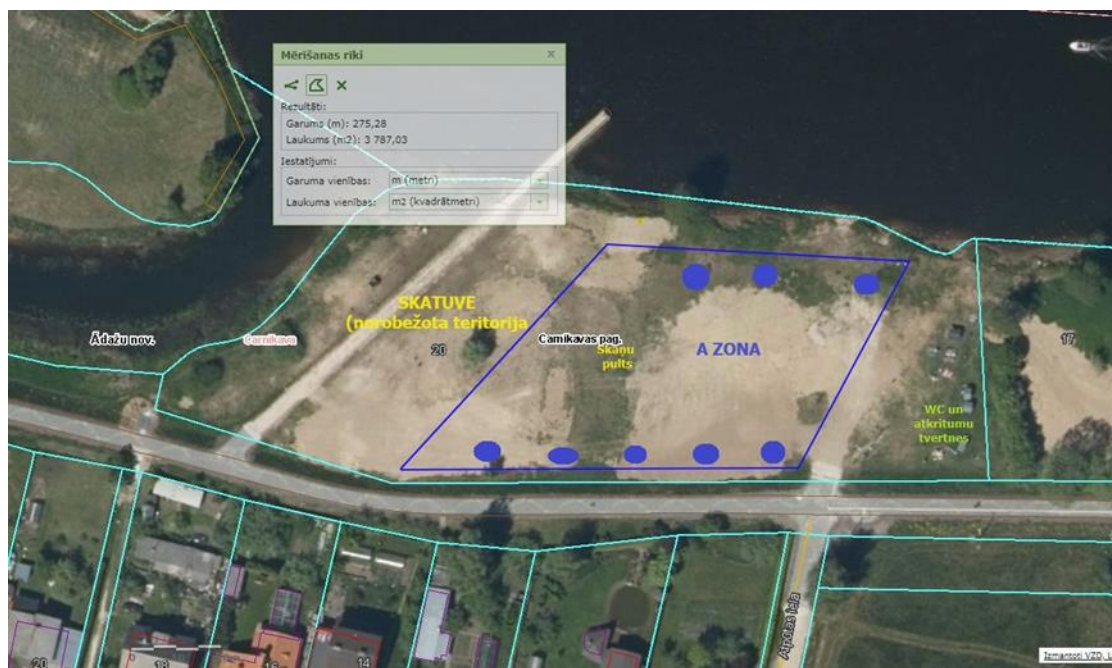 Mērīšanas rīki
Rezultāti:
Garums (m): 275,28
Laukums (m2): 3 787,03
Iestatījumi:
Garuma vienības: m (metri)
Laukuma vienības: m2 (kvadrātmetri)
SKATUVE
(norobežota teritorija
Ādažu nov.
Carnikava
20
Carnikavas pag.
Skaņu
pults
A ZONA
17
WC un
atkritumu
tvertnes
Atpūtas iela
20
18
16
14
Izmantoti VZD, L